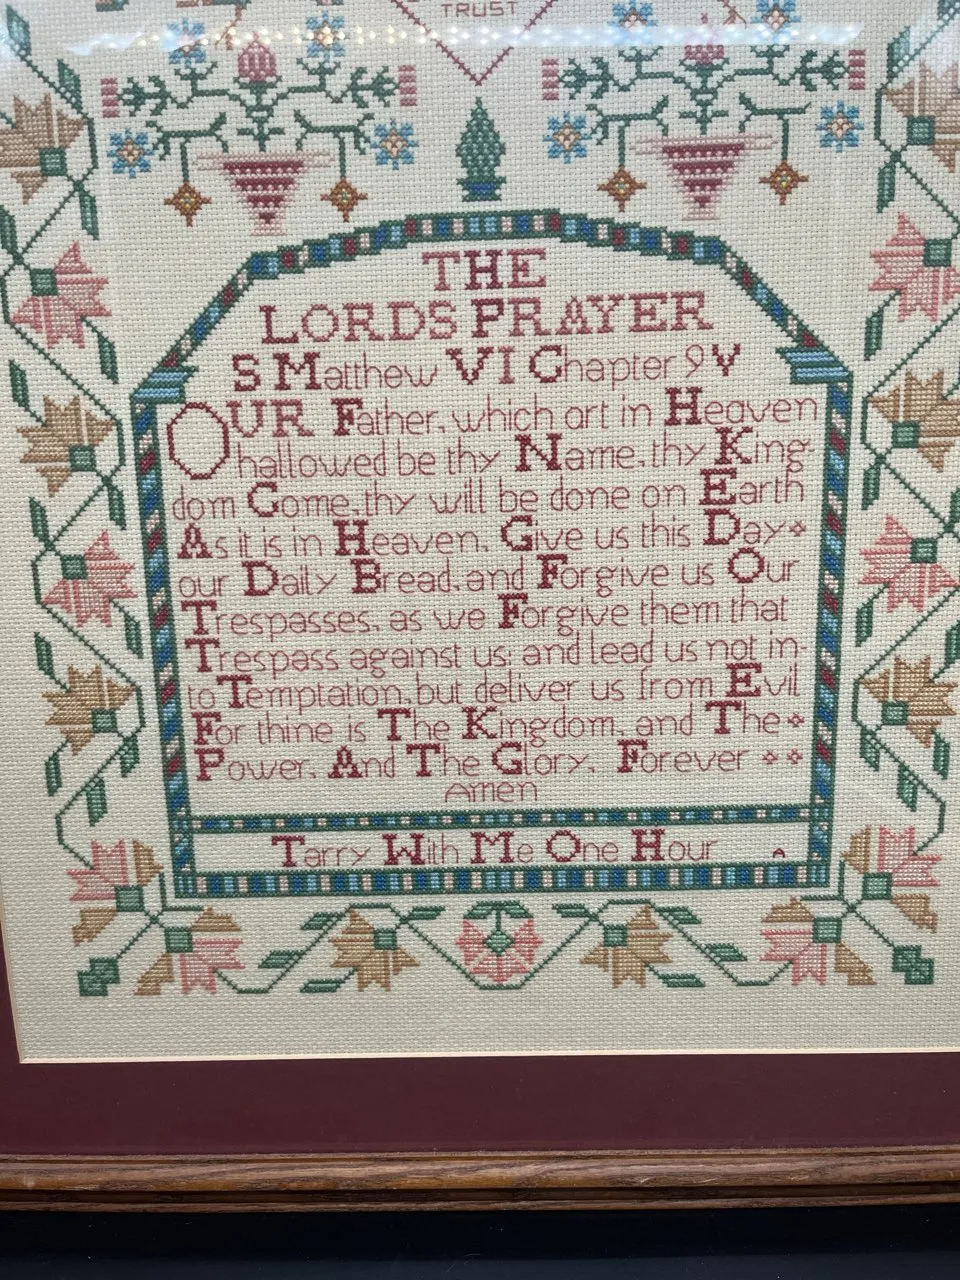 TRUST
THE
LORDS PRAYER
S Matthew VI Chapter 9 V
OUR Father, which art in Heaven
hallowed be thy Name, thy King-
dom Come, thy will be done on Earth
As it is in Heaven, Give us this Day
our Daily Bread, and Forgive us Our
Trespasses, as we Forgive them that
Trespass against us; and lead us not in-
to Temptation, but deliver us from Evil
For thine is The Kingdom, and The
Power, And The Glory, Forever
Amen
Tarry With Me One Hour